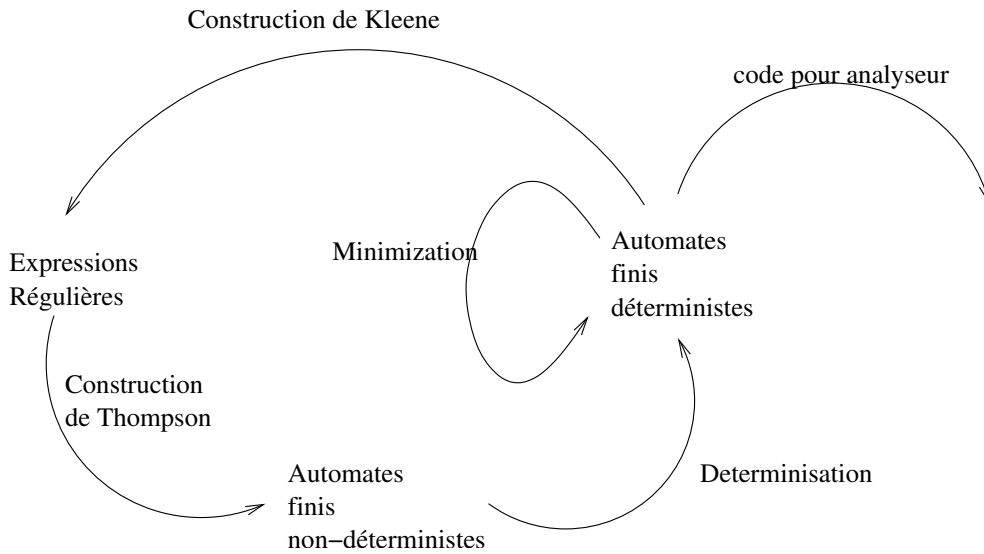 Construction de Kleene
code pour analyseur
Minimization
Automates
finis
déterministes
Expressions
Régulières
Construction
de Thompson
Automates
finis
non−déterministes
Determinisation